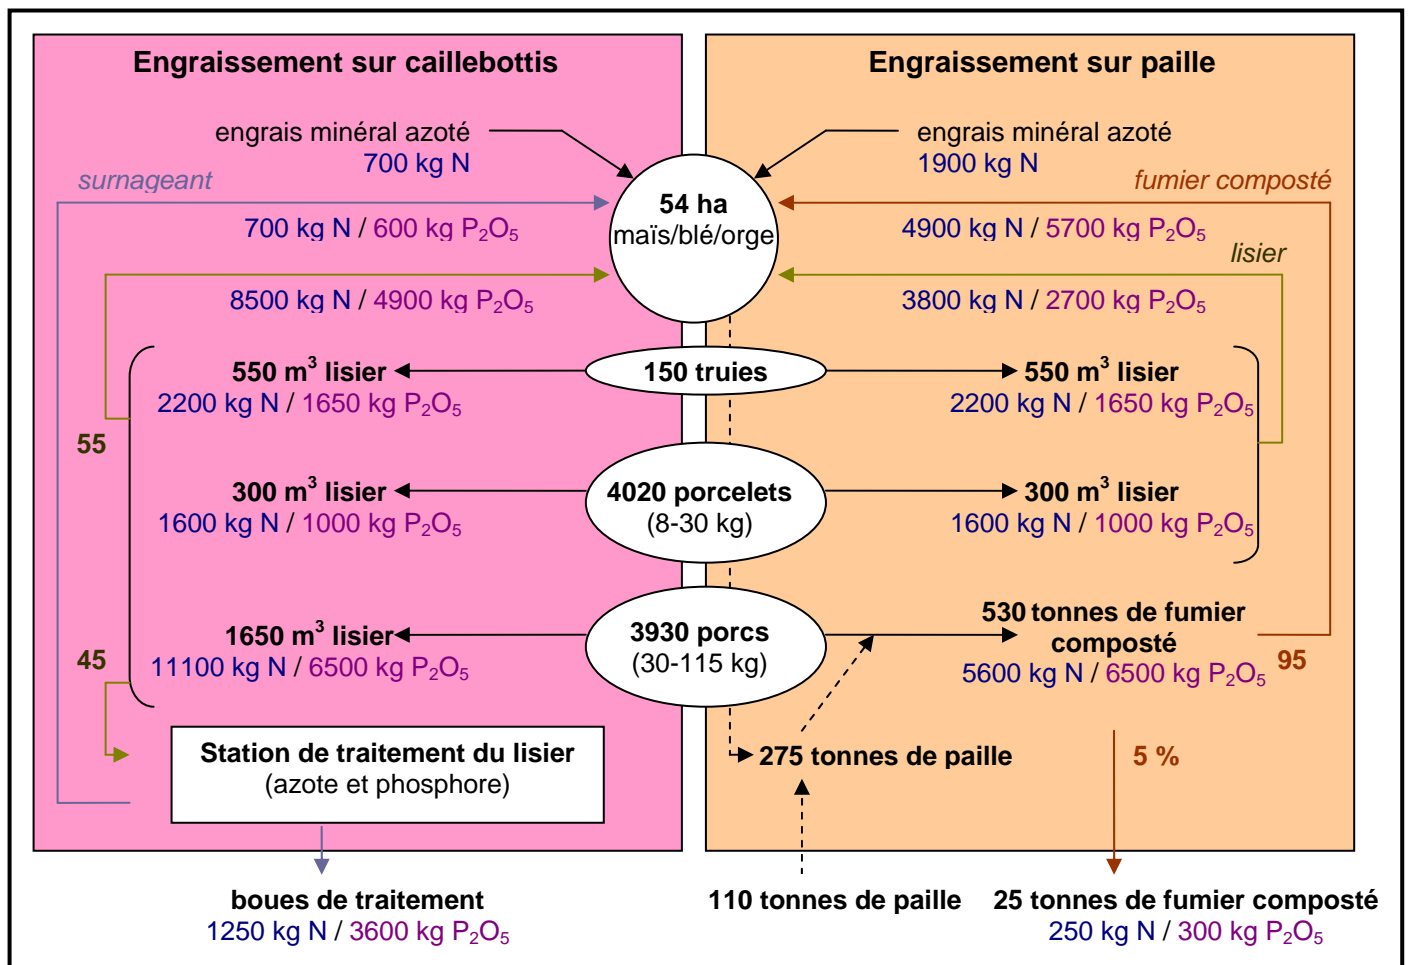 Engraissement sur caillebottis
engrais minéral azoté
700 kg N
surnageant
700 kg N / 600 kg P₂O₅
8500 kg N / 4900 kg P₂O₅
550 m³ lisier
2200 kg N / 1650 kg P₂O₅
55
300 m³ lisier
1600 kg N / 1000 kg P₂O₅
1650 m³ lisier
11100 kg N / 6500 kg P₂O₅
45
Station de traitement du lisier
(azote et phosphore)
boues de traitement
1250 kg N / 3600 kg P₂O₅
54 ha
maïs/blé/orge
150 truies
4020 porcelets
(8-30 kg)
3930 porcs
(30-115 kg)
Engraissement sur paille
engrais minéral azoté
1900 kg N
fumier composté
4900 kg N / 5700 kg P₂O₅
lisier
3800 kg N / 2700 kg P₂O₅
550 m³ lisier
2200 kg N / 1650 kg P₂O₅
300 m³ lisier
1600 kg N / 1000 kg P₂O₅
530 tonnes de fumier
composté
5600 kg N / 6500 kg P₂O₅
95
275 tonnes de paille
5 %
110 tonnes de paille
25 tonnes de fumier composté
250 kg N / 300 kg P₂O₅